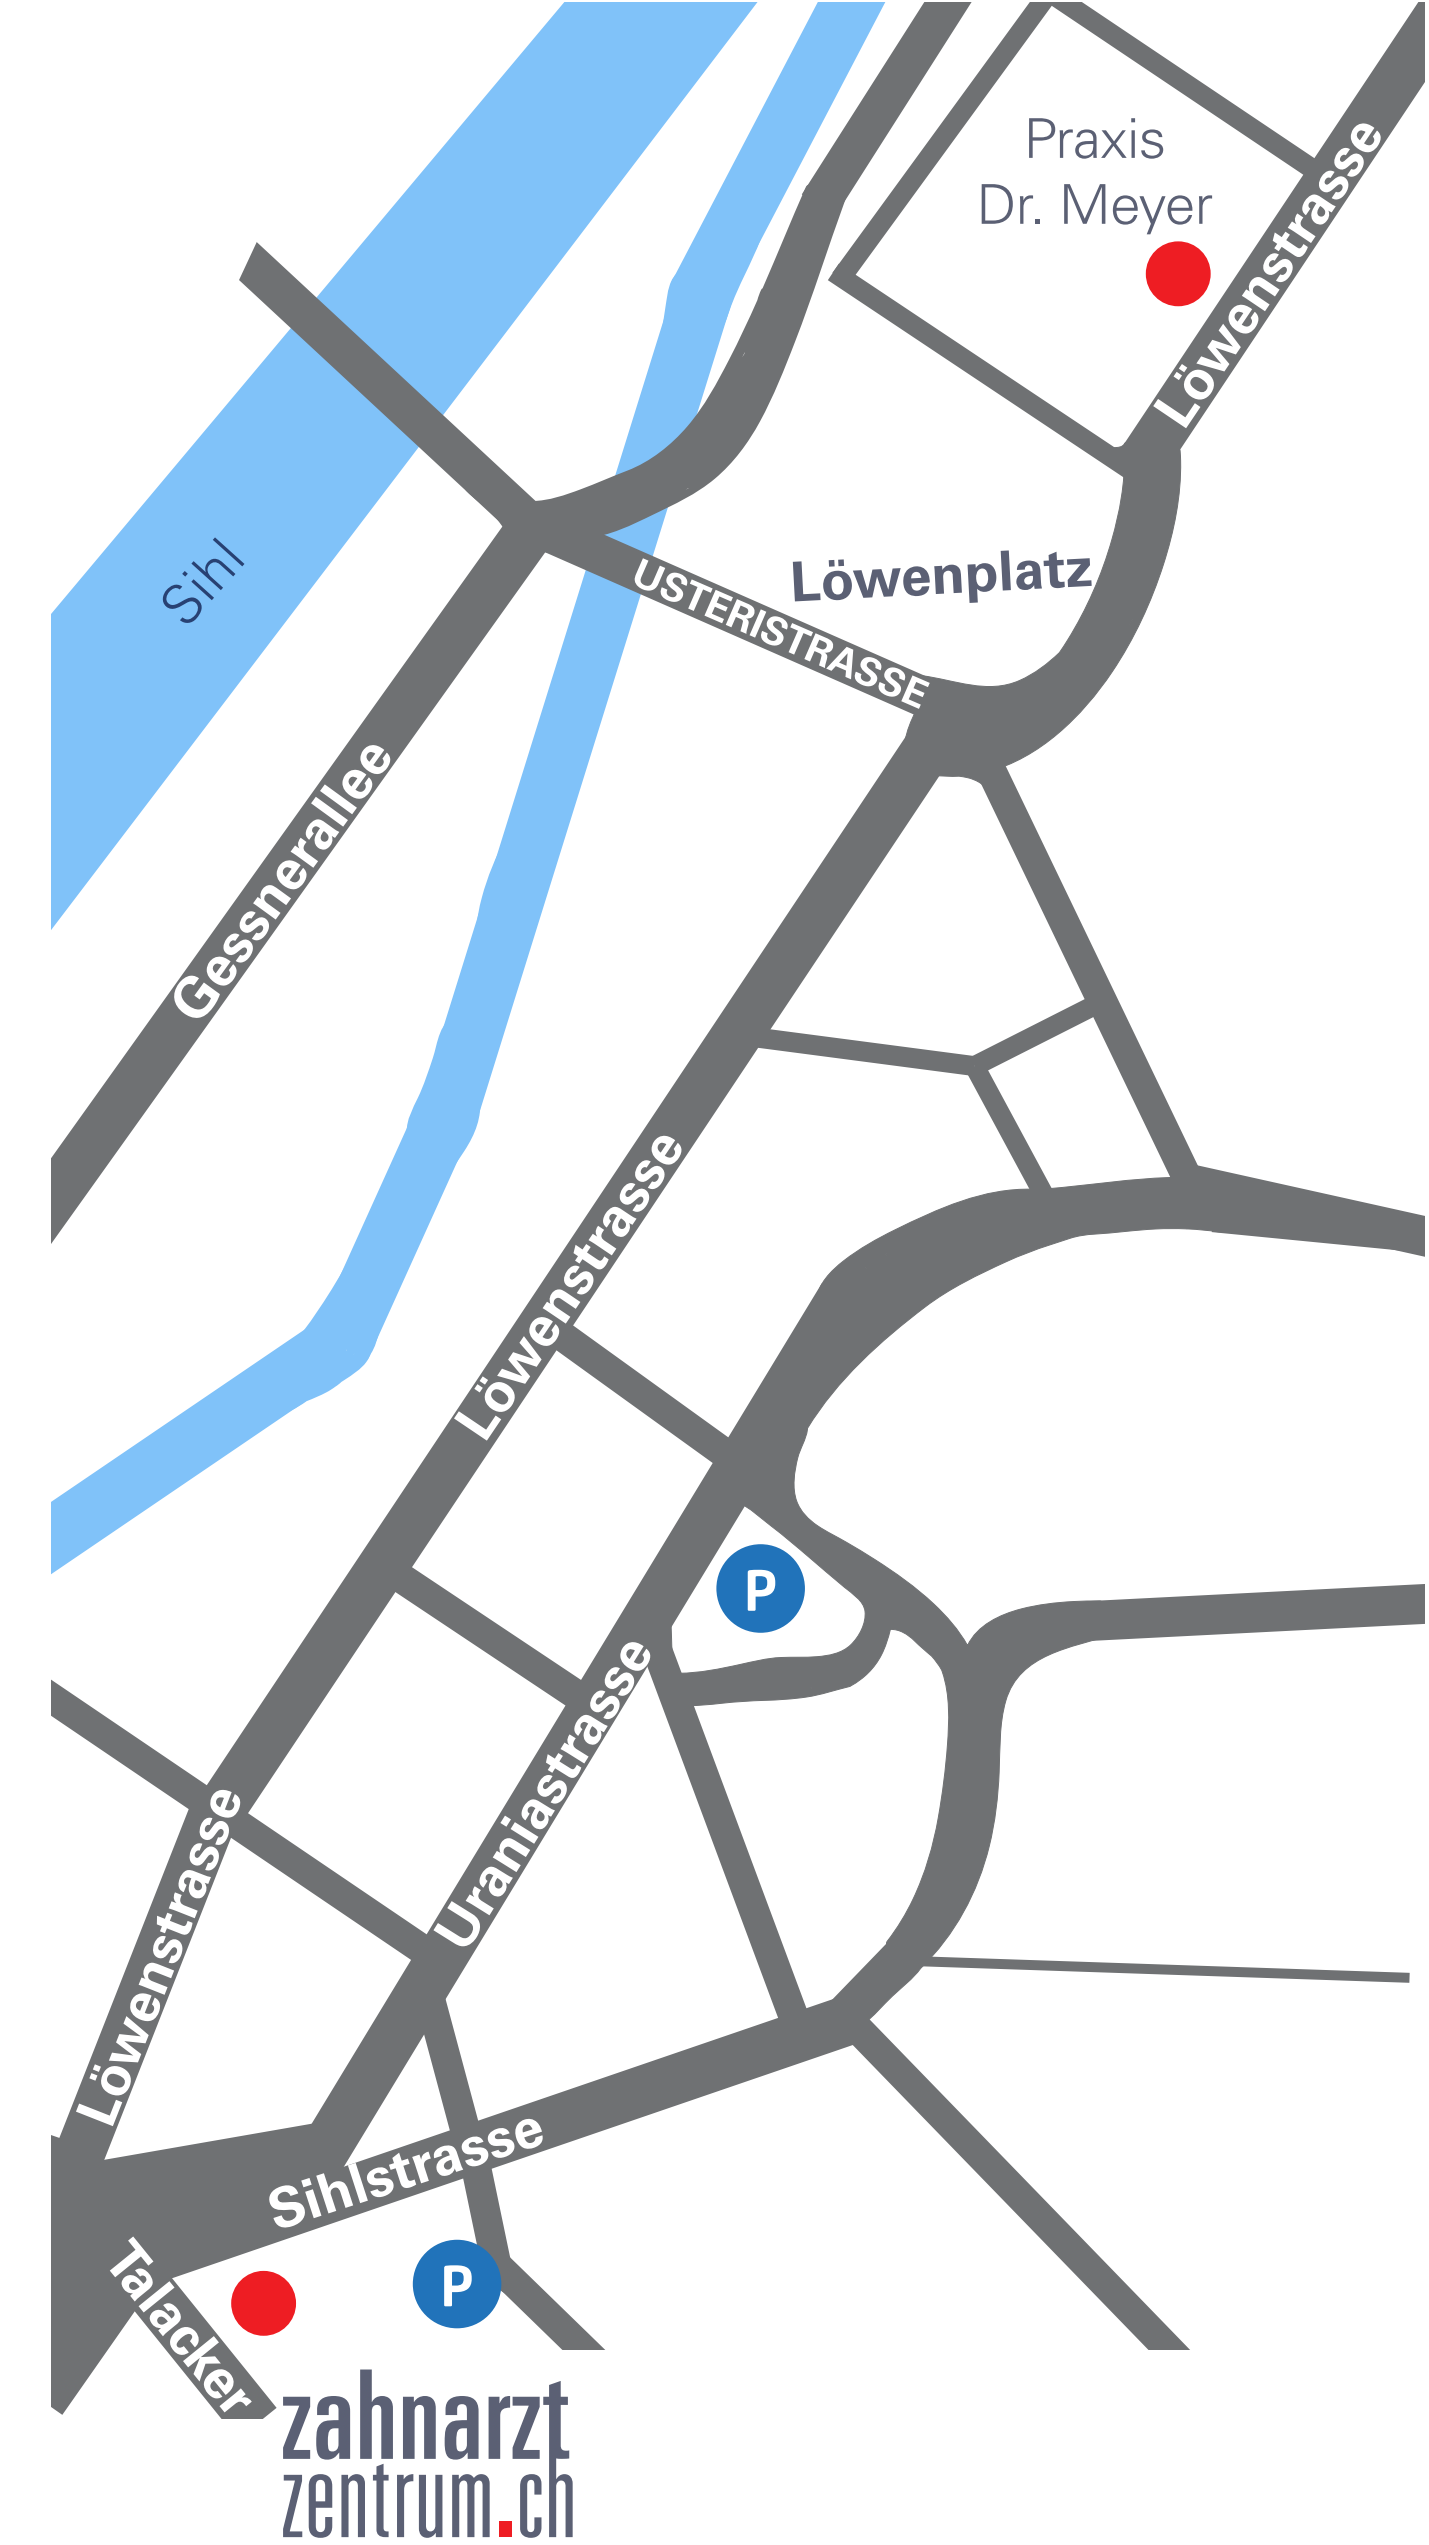 Praxis
Dr. Meyer
Löwenstrasse
Sihl
USTERISTRASSE
Löwenplatz
Gessnerallee
Löwenstrasse
P
Uraniastrasse
Löwenstrasse
Sihlstrasse
Talacker
P
zahnarzt
zentrum.ch